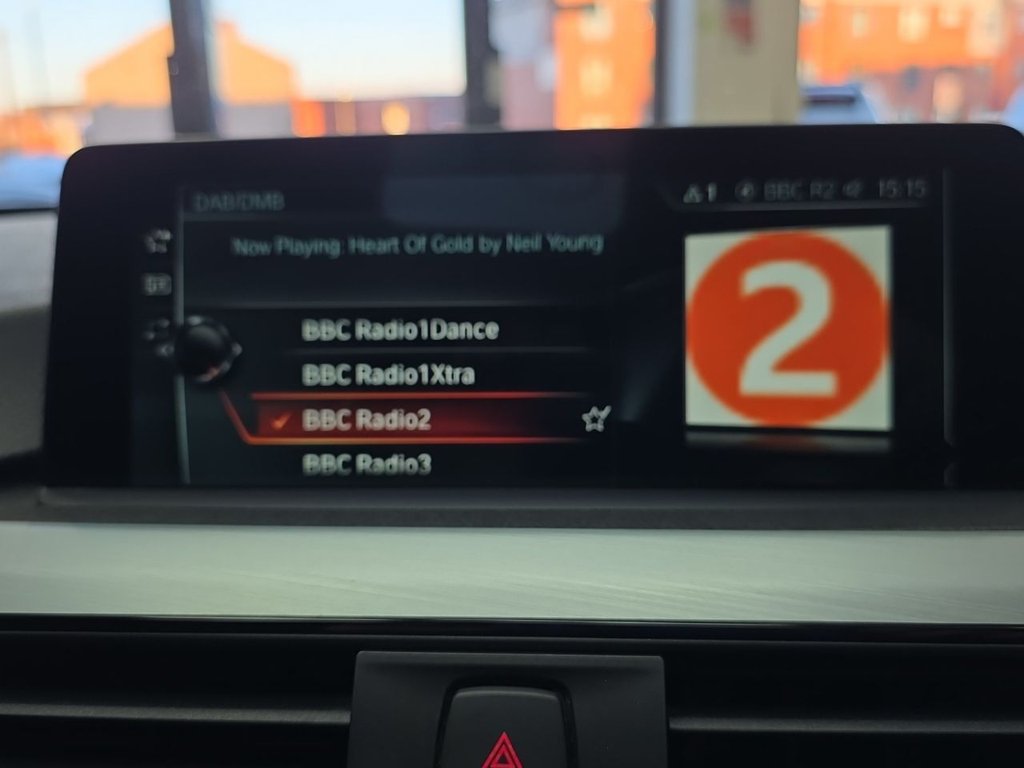 DAB/DMB
1 BBC R2 15:15
Now Playing: Heart Of Gold by Neil Young
BBC Radio1Dance
BBC Radio1Xtra
BBC Radio2
BBC Radio3
2